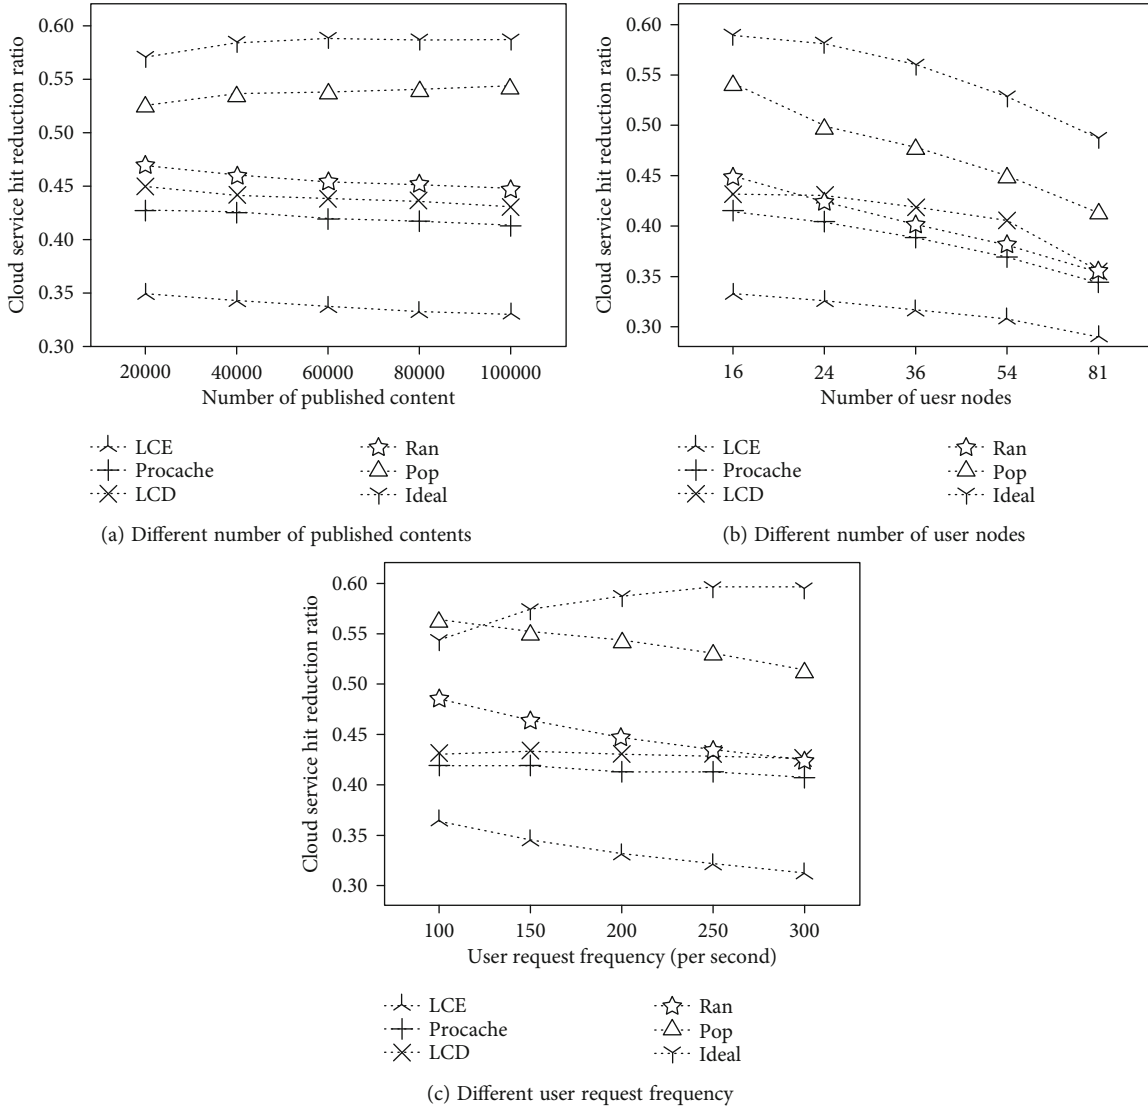 0.60
0.55
0.50
0.45
0.40
0.35
0.30
Cloud service hit reduction ratio
20000 40000 60000 80000 100000
Number of published content
LCE
Procache
LCD
Ran
Pop
Ideal
(a) Different number of published contents
0.60
0.55
0.50
0.45
0.40
0.35
0.30
Cloud service hit reduction ratio
16 24 36 54 81
Number of uesr nodes
LCE
Procache
LCD
Ran
Pop
Ideal
(b) Different number of user nodes
0.60
0.55
0.50
0.45
0.40
0.35
0.30
Cloud service hit reduction ratio
100 150 200 250 300
User request frequency (per second)
LCE
Procache
LCD
Ran
Pop
Ideal
(c) Different user request frequency